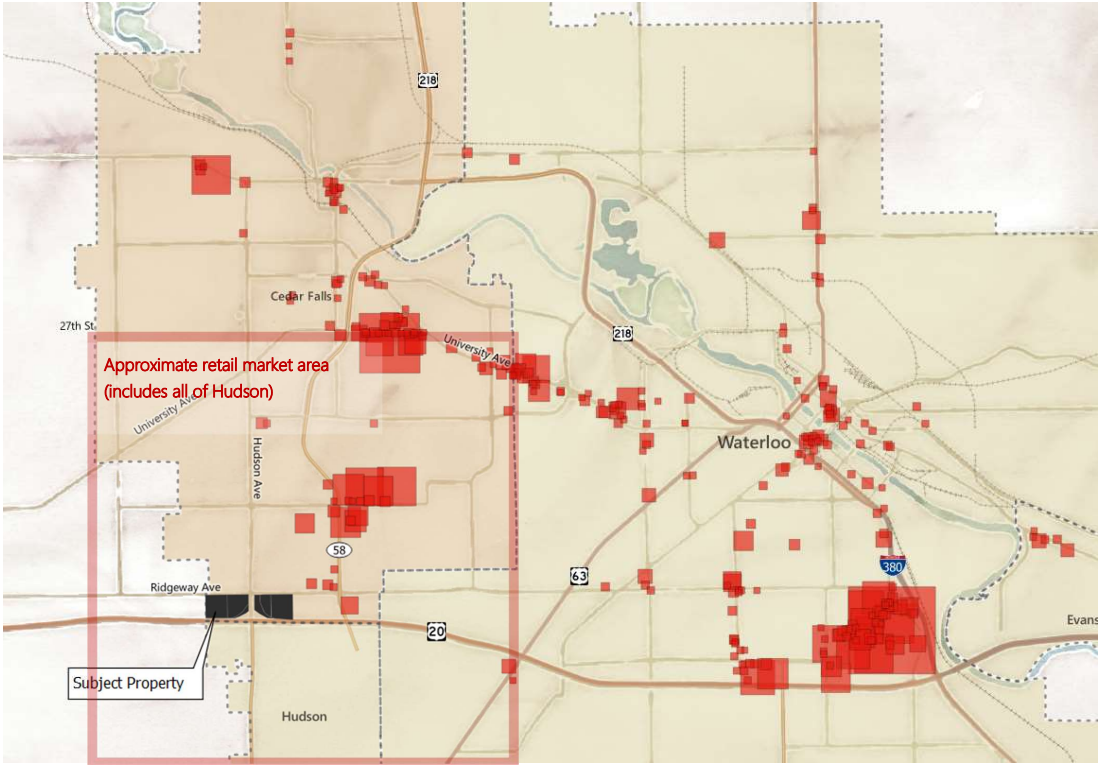 218
Cedar Falls
27th St
University Ave
218
Approximate retail market area
(includes all of Hudson)
University Ave
Hudson Ave
Waterloo
58
63
380
Ridgeway Ave
20
Evans
Subject Property
Hudson